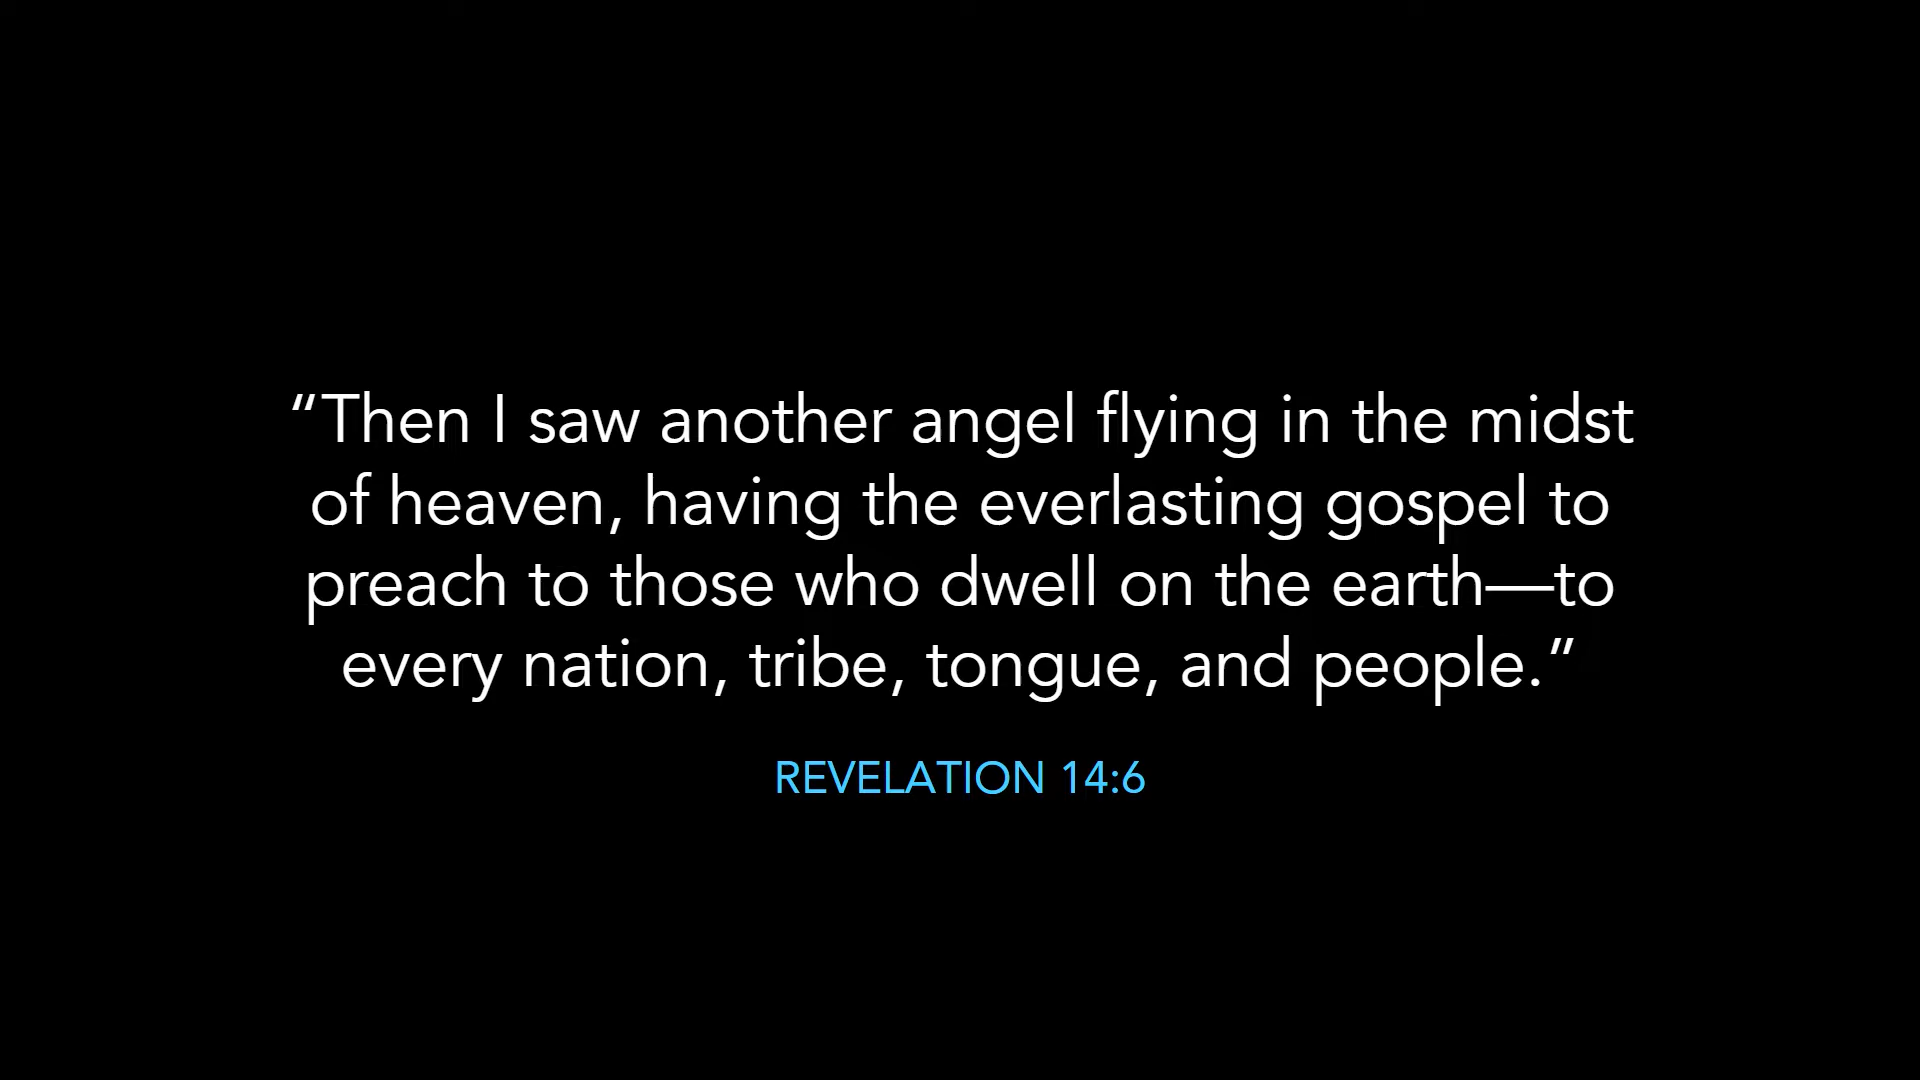 “Then I saw another angel flying in the midst
of heaven, having the everlasting gospel to
preach to those who dwell on the earth—to
every nation, tribe, tongue, and people.”
REVELATION 14:6